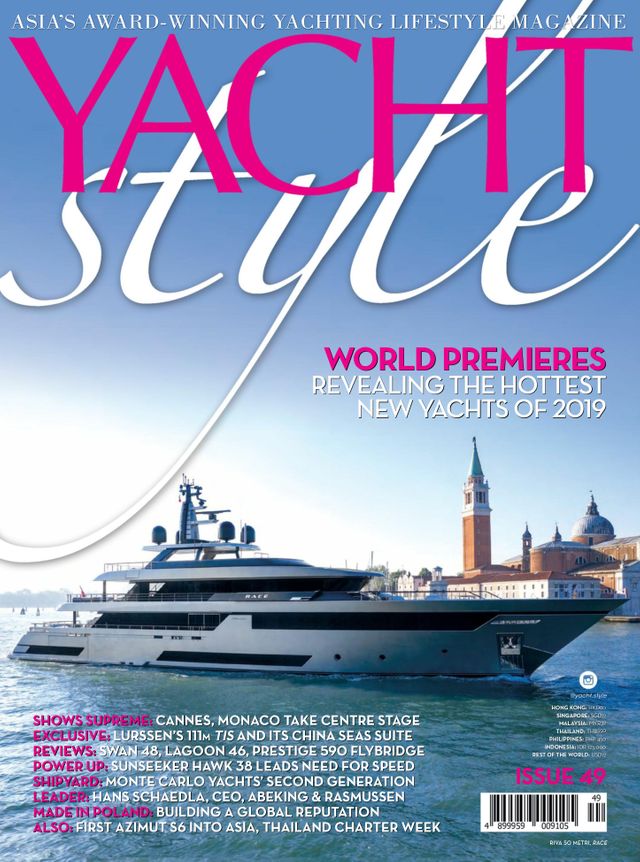 ASIA'S AWARD-WINNING YACHTING LIFESTYLE MAGAZINE
YACHT
style
WORLD PREMIERES
REVEALING THE HOTTEST
NEW YACHTS OF 2019
RACE
@yacht.style
SHOWS SUPREME: CANNES, MONACO TAKE CENTRE STAGE
EXCLUSIVE: LURSSEN'S 111M TIS AND ITS CHINA SEAS SUITE
REVIEWS: SWAN 48, LAGOON 46, PRESTIGE 590 FLYBRIDGE
POWER UP: SUNSEEKER HAWK 38 LEADS NEED FOR SPEED
SHIPYARD: MONTE CARLO YACHTS' SECOND GENERATION
LEADER: HANS SCHAEDLA, CEO, ABEKING & RASMUSSEN
MADE IN POLAND: BUILDING A GLOBAL REPUTATION
ALSO: FIRST AZIMUT S6 INTO ASIA, THAILAND CHARTER WEEK
HONG KONG:
SINGAPORE:
MALAYSIA:
THAILAND:
PHILIPPINES:
INDONESIA:
REST OF THE WORLD:
ISSUE 49
49
4 899959 009105
RIVA 50 METRI, RACE